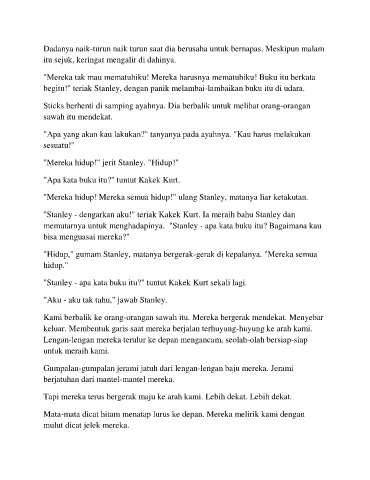 Dadanya naik-turun naik turun saat dia berusaha untuk bernapas. Meskipun malam
itu sejuk, keringat mengalir di dahinya.
"Mereka tak mau mematuhiku! Mereka harusnya mematuhiku! Buku itu berkata
begitu!" teriak Stanley, dengan panik melambai-lambaikan buku itu di udara.
Sticks berhenti di samping ayahnya. Dia berbalik untuk melihat orang-orangan
sawah itu mendekat.
"Apa yang akan kau lakukan?" tanyanya pada ayahnya. "Kau harus melakukan
sesuatu!"
"Mereka hidup!" jerit Stanley. "Hidup!"
"Apa kata buku itu?" tuntut Kakek Kurt.
"Mereka hidup! Mereka semua hidup!" ulang Stanley, matanya liar ketakutan.
"Stanley - dengarkan aku!" teriak Kakek Kurt. Ia meraih bahu Stanley dan
memutarnya untuk menghadapinya.  "Stanley - apa kata buku itu? Bagaimana kau
bisa menguasai mereka?"
"Hidup," gumam Stanley, matanya bergerak-gerak di kepalanya. "Mereka semua
hidup."
"Stanley - apa kata buku itu?" tuntut Kakek Kurt sekali lagi.
"Aku - aku tak tahu," jawab Stanley.
Kami berbalik ke orang-orangan sawah itu. Mereka bergerak mendekat. Menyebar
keluar. Membentuk garis saat mereka berjalan terhuyung-huyung ke arah kami.
Lengan-lengan mereka terulur ke depan mengancam, seolah-olah bersiap-siap
untuk meraih kami.
Gumpalan-gumpalan jerami jatuh dari lengan-lengan baju mereka. Jerami
berjatuhan dari mantel-mantel mereka.
Tapi mereka terus bergerak maju ke arah kami. Lebih dekat. Lebih dekat.
Mata-mata dicat hitam menatap lurus ke depan. Mereka melirik kami dengan
mulut dicat jelek mereka.